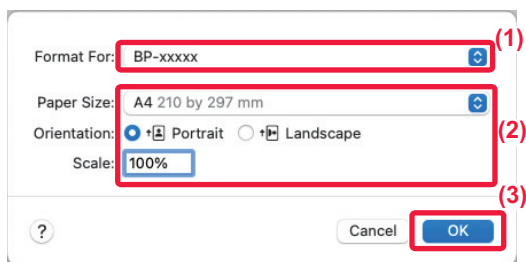 (1)
Format For: BP-xxxxx
Paper Size: A4 210 by 297 mm
Orientation: Portrait Landscape
(2)
Scale: 100%
(3)
? Cancel OK